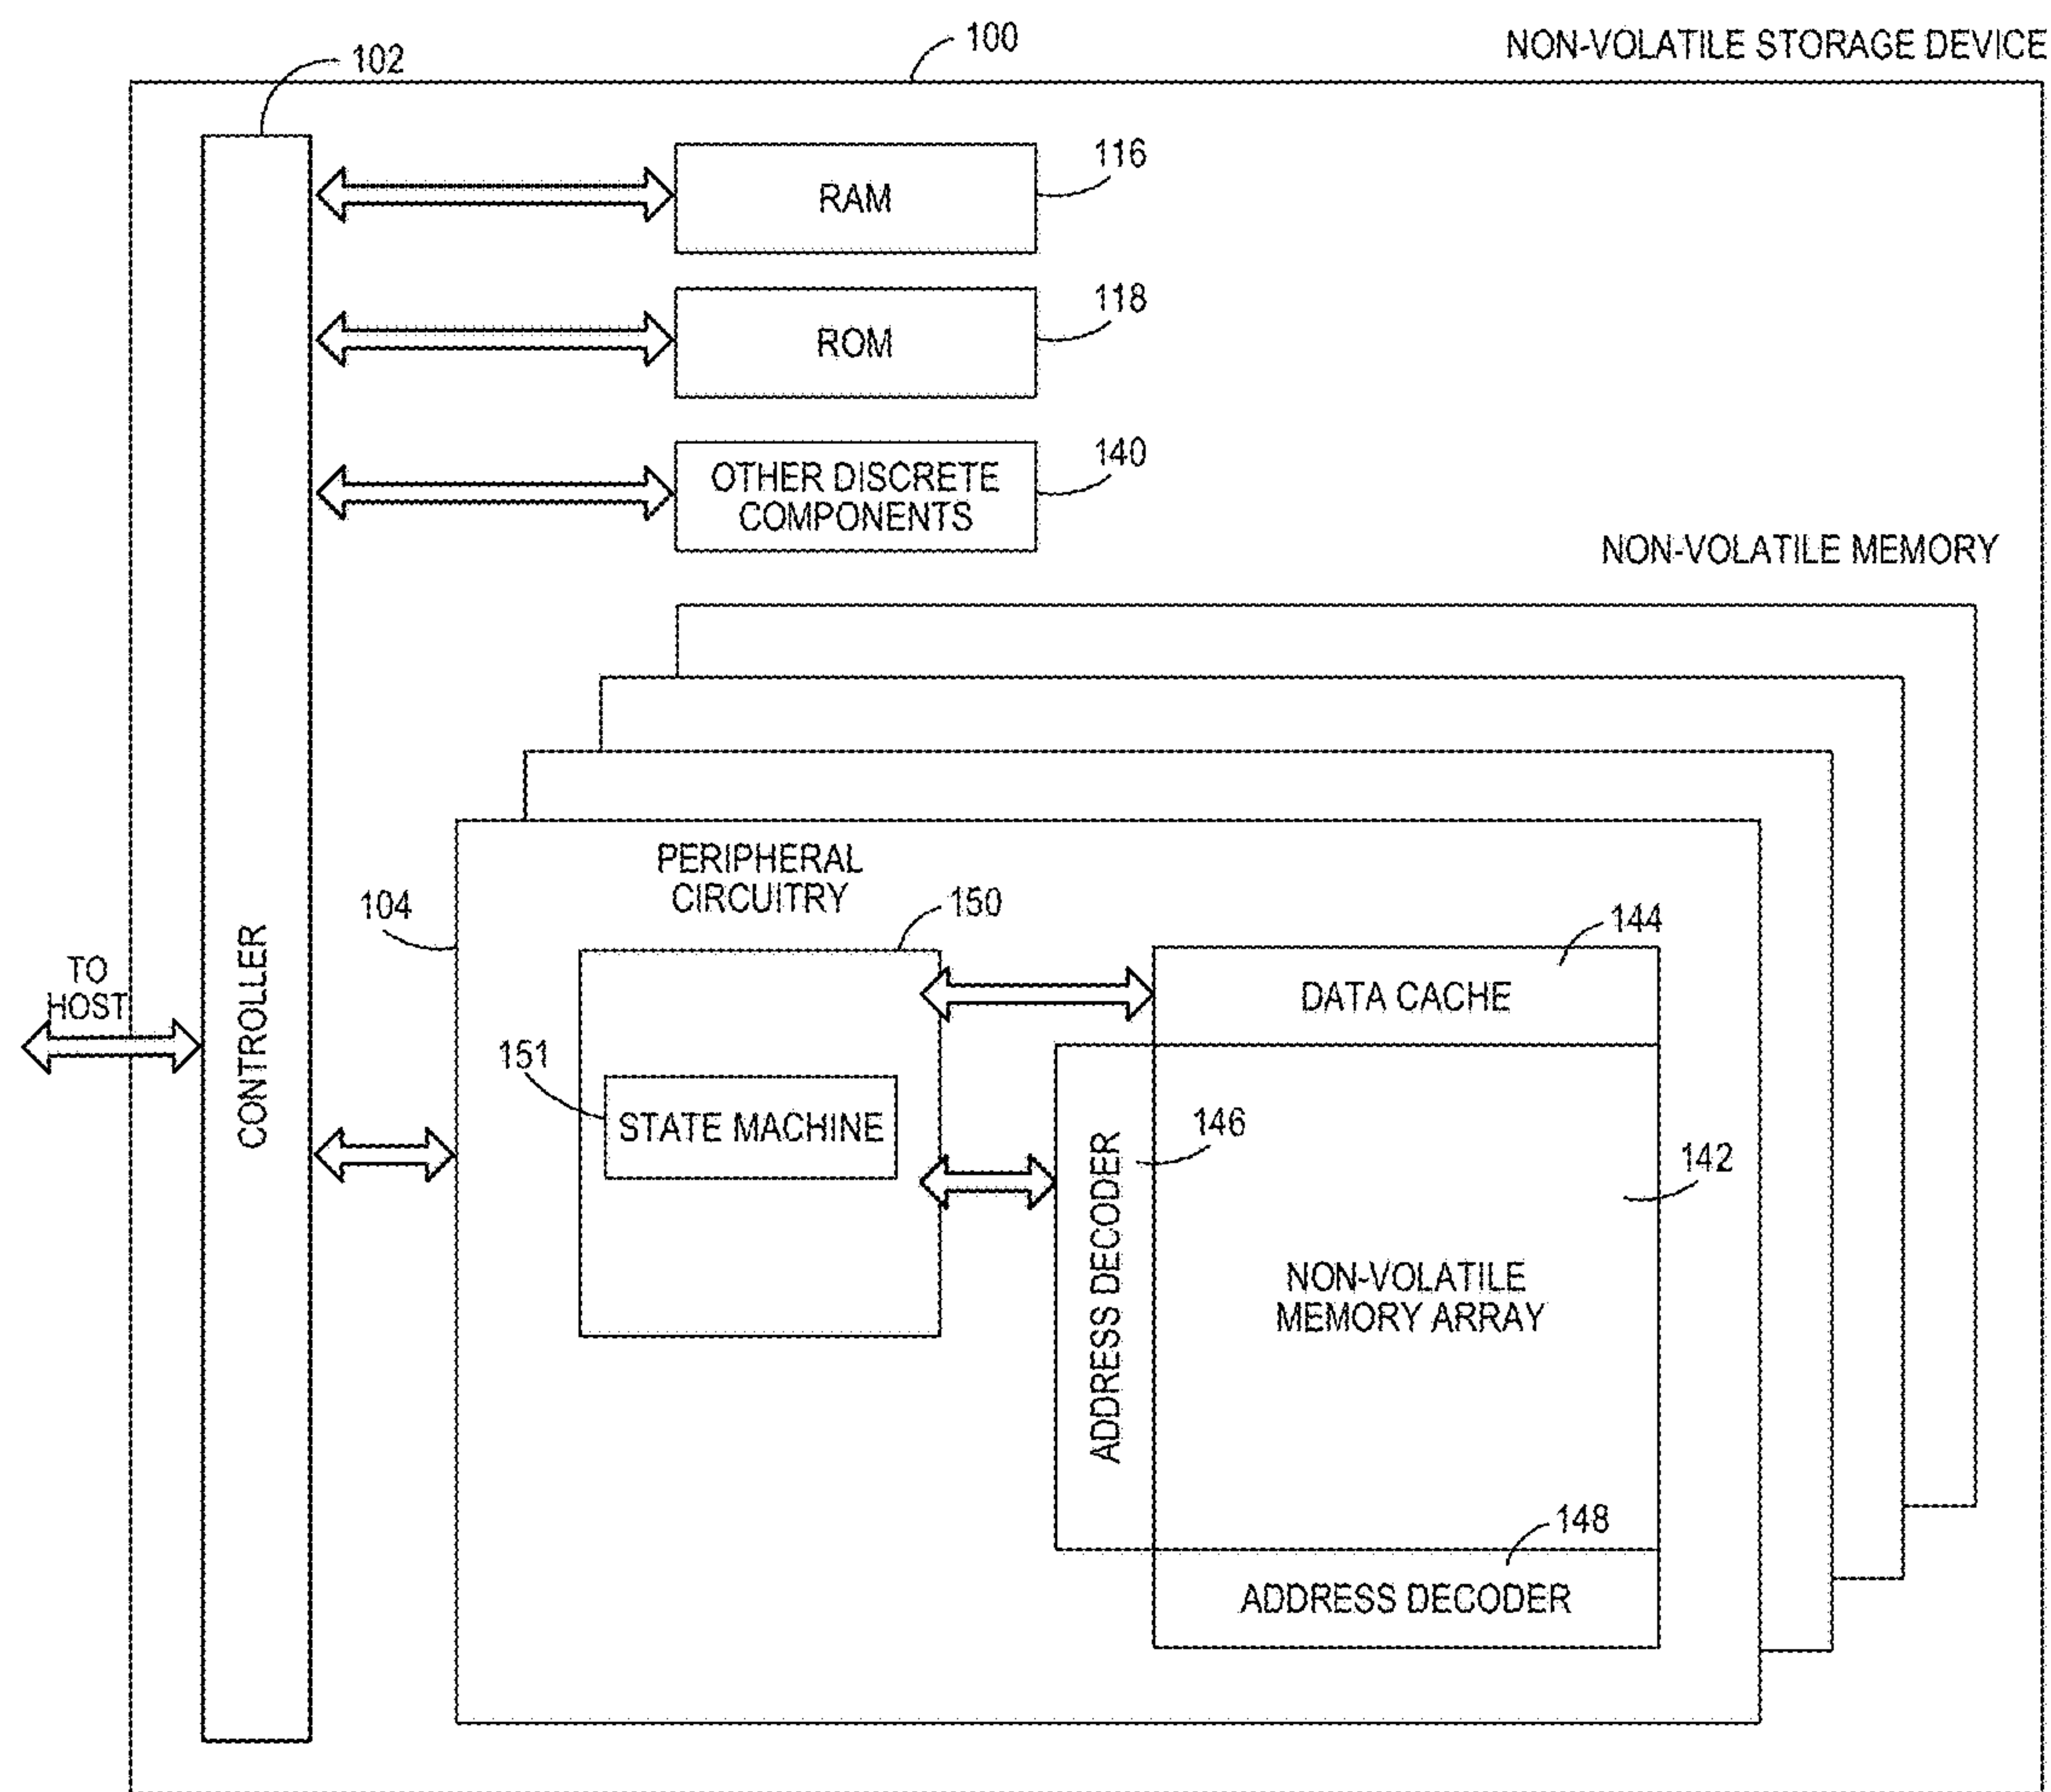 100
NON-VOLATILE STORAGE DEVICE
102
116
RAM
118
ROM
140
OTHER DISCRETE
COMPONENTS
NON-VOLATILE MEMORY
PERIPHERAL
CIRCUITRY
104
150
144
DATA CACHE
TO
HOST
CONTROLLER
151
STATE MACHINE
146
142
ADDRESS DECODER
NON-VOLATILE
MEMORY ARRAY
148
ADDRESS DECODER